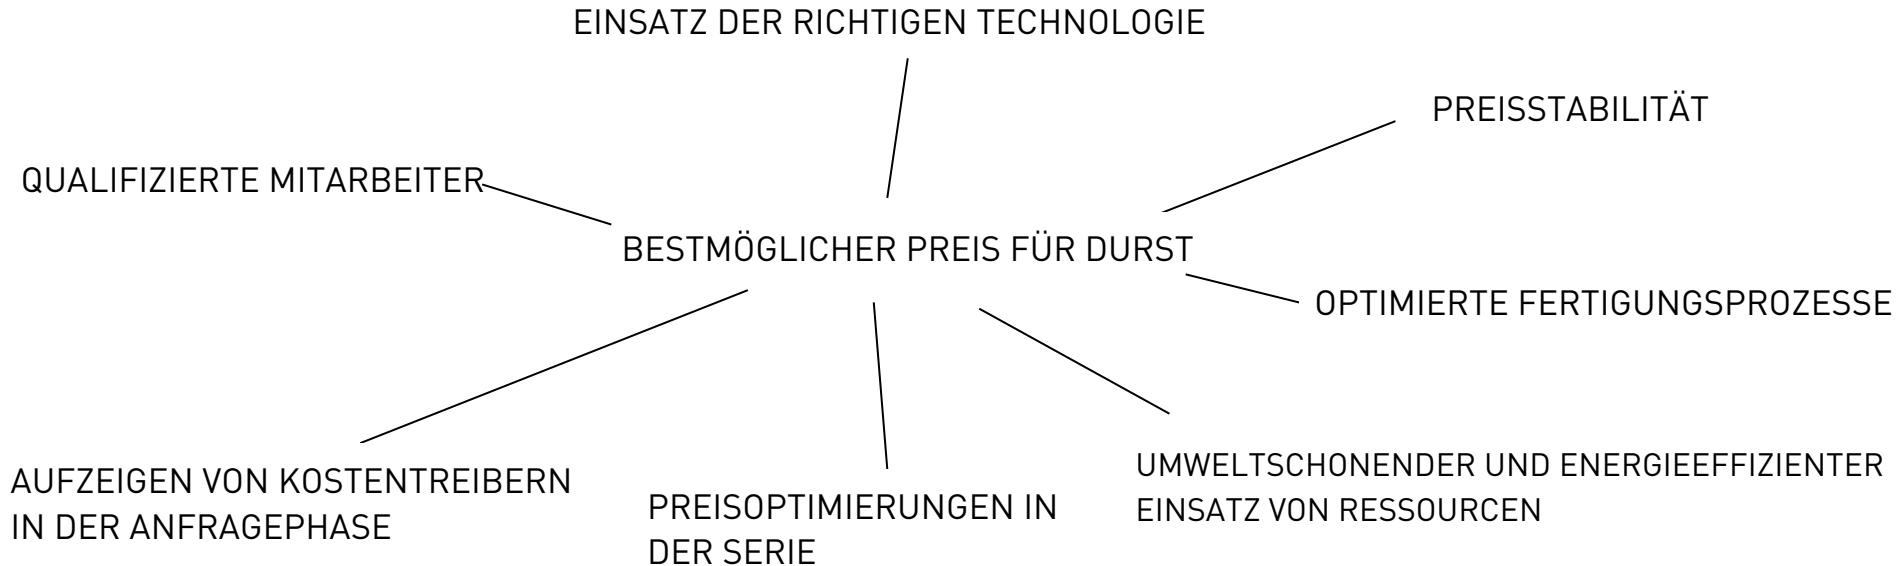 EINSATZ DER RICHTIGEN TECHNOLOGIE
PREISSTABILITÄT
QUALIFIZIERTE MITARBEITER
BESTMÖGLICHER PREIS FÜR DURST
OPTIMIERTE FERTIGUNGSPROZESSE
AUFZEIGEN VON KOSTENTREIBERN
IN DER ANFRAGEPHASE
PREISOPTIMIERUNGEN IN
DER SERIE
UMWELTSCHONENDER UND ENERGIEEFFIZIENTER
EINSATZ VON RESSOURCEN